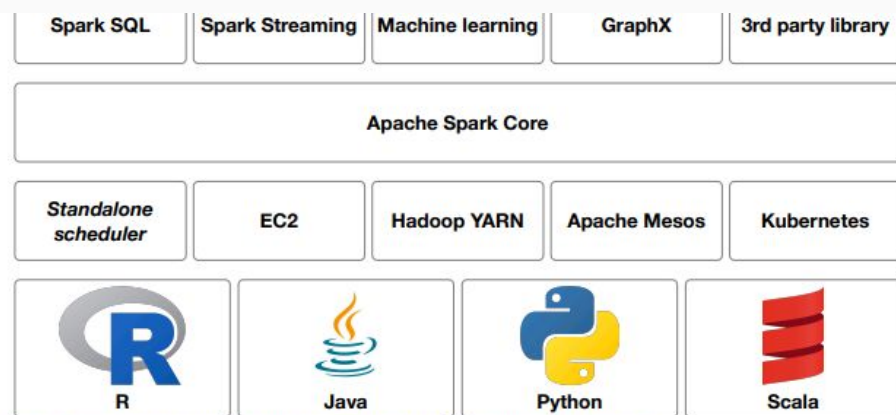 Spark SQL
Spark Streaming
Machine learning
GraphX
3rd party library
Apache Spark Core
Standalone
scheduler
EC2
Hadoop YARN
Apache Mesos
Kubernetes
R
Java
Python
Scala